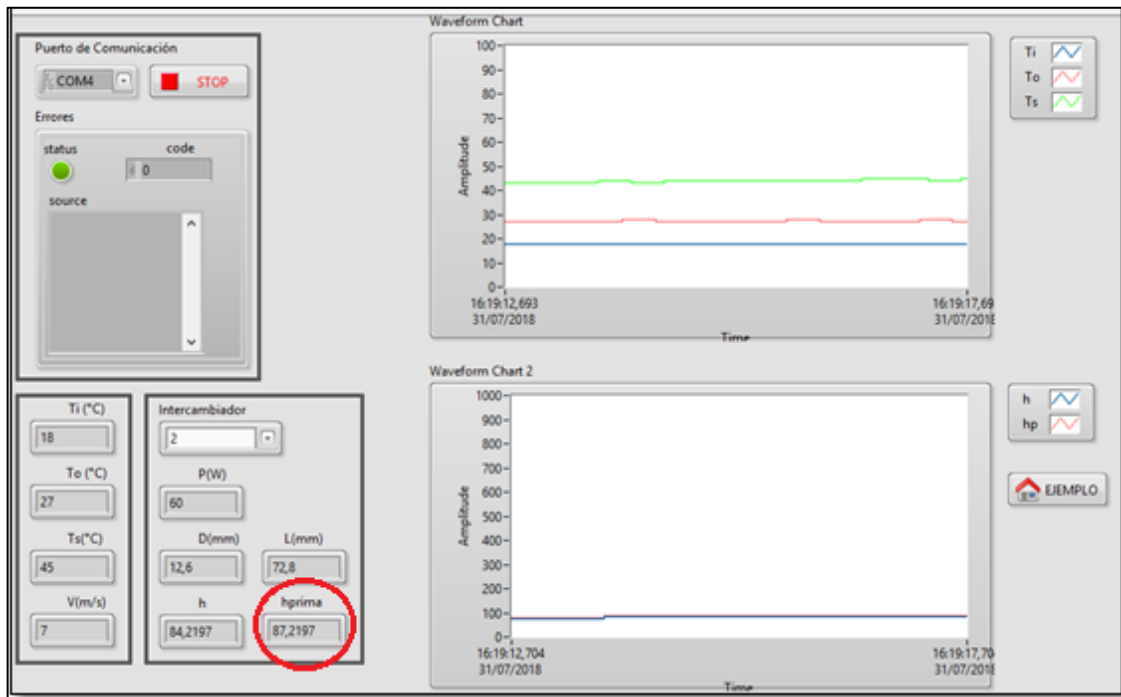 Puerto de Comunicación
COM4
STOP
Errores
status
code
0
source
Ti (°C)
18
To (°C)
27
Ts(°C)
45
V(m/s)
7
Intercambiador
2
P(W)
60
D(mm)
L(mm)
12,6
72,8
h
hprima
84,2197
87,2197
Waveform Chart
100
90
80
70
60
50
40
30
20
10
0
Amplitude
16:19:12,693
31/07/2018
16:19:17,69
31/07/2018
Time
Ti
To
Ts
Waveform Chart 2
1000
900
800
700
600
500
400
300
200
100
0
Amplitude
16:19:12,704
31/07/2018
16:19:17,70
31/07/2018
Time
h
hp
EJEMPLO